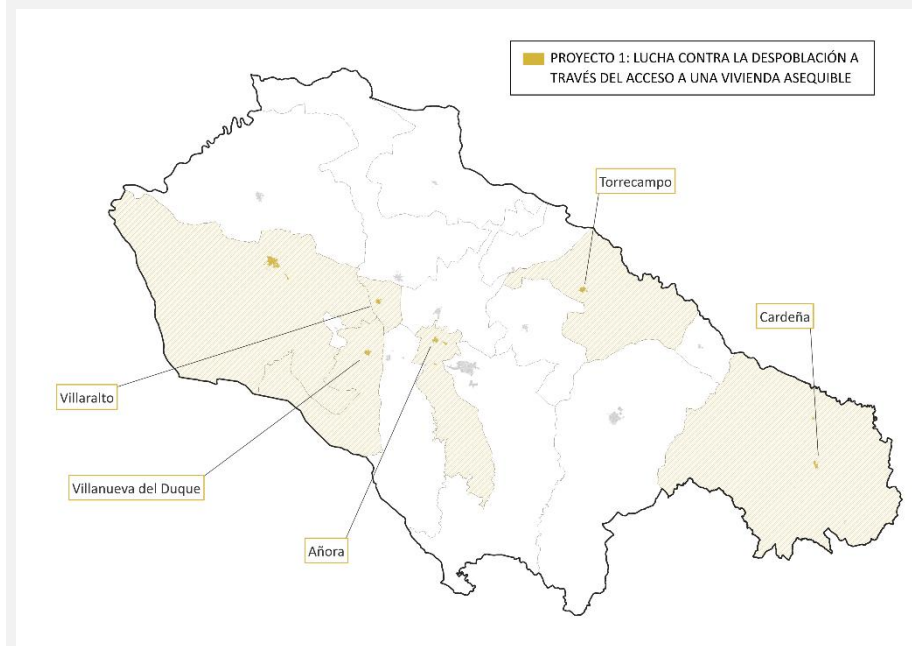 PROYECTO 1: LUCHA CONTRA LA DESPOBLACIÓN A
TRAVÉS DEL ACCESO A UNA VIVIENDA ASEQUIBLE
Torrecampo
Cardeña
Villaralto
Villanueva del Duque
Añora